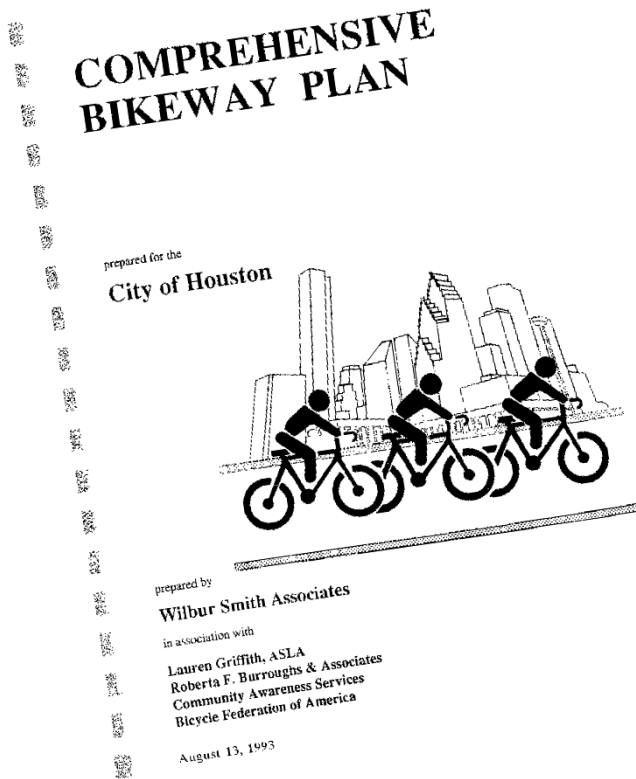 COMPREHENSIVE
BIKEWAY PLAN
prepared for the
City of Houston
prepared by
Wilbur Smith Associates
in association with
Lauren Griffith, ASLA
Roberta F. Burroughs & Associates
Community Awareness Services
Bicycle Federation of America
August 13, 1993